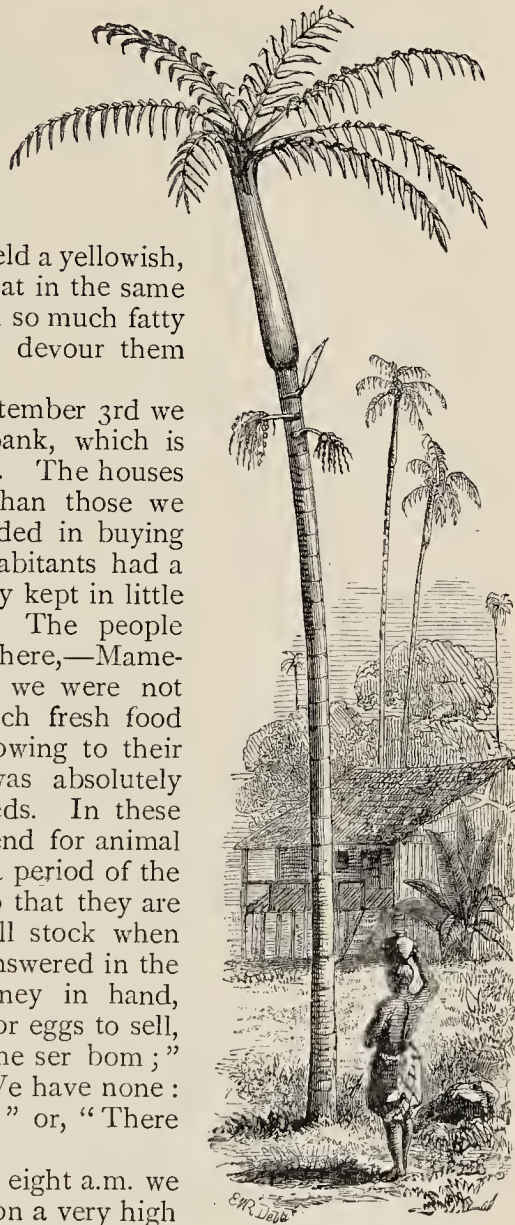 eld a yellowish,
at in the same
so much fatty
devour them
tember 3rd we
bank, which is
The houses
han those we
ded in buying
abitants had a
y kept in little
The people
here,—Mame-
we were not
ch fresh food
owing to their
was absolutely
eds. In these
end for animal
period of the
o that they are
ll stock when
nswered in the
ney in hand,
or eggs to sell,
ne ser bom ;”
Ve have none :
” or, “ There
eight a.m. we
on a very high